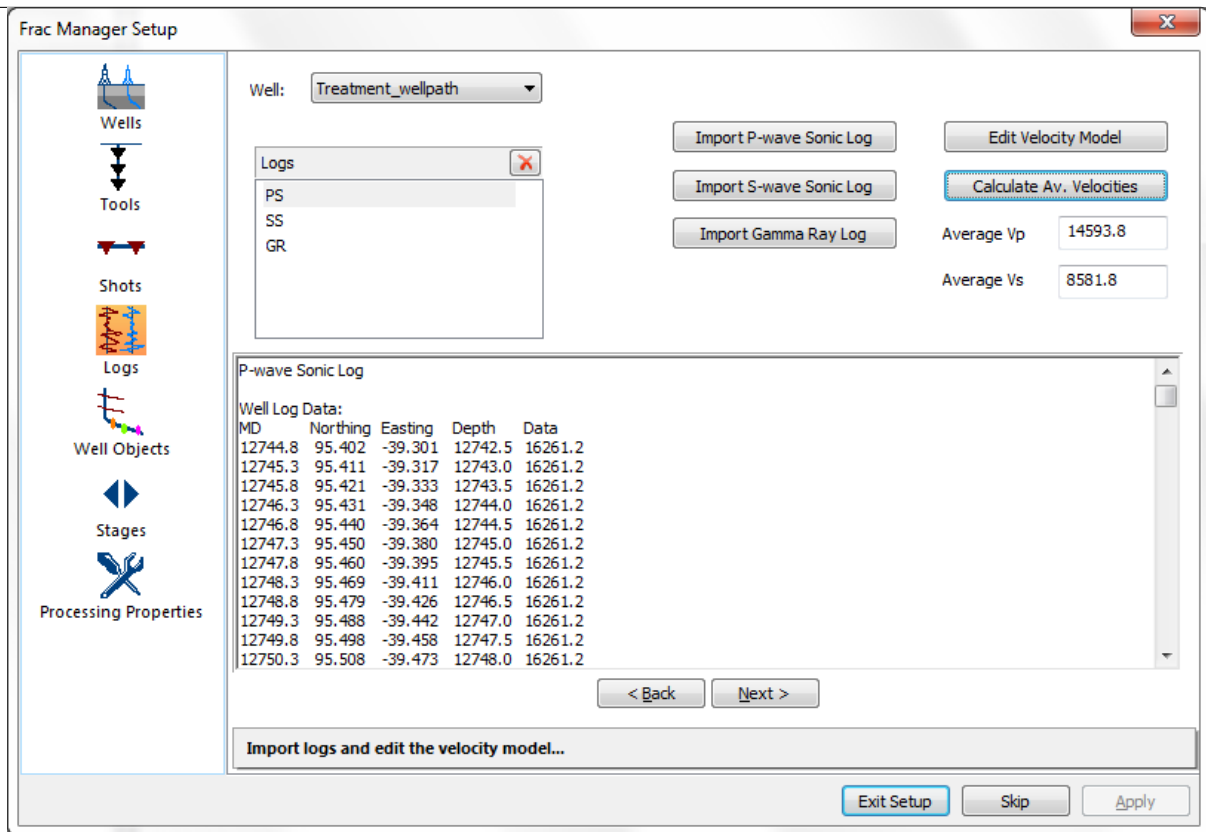 Frac Manager Setup
Wells
Tools
Shots
Logs
Well Objects
Stages
Processing Properties
Well: Treatment_wellpath
Logs
PS
SS
GR
Import P-wave Sonic Log
Import S-wave Sonic Log
Import Gamma Ray Log
Edit Velocity Model
Calculate Av. Velocities
Average Vp 14593.8
Average Vs 8581.8
P-wave Sonic Log
Well Log Data:
MD Northing Easting Depth Data
12744.8 95.402 -39.301 12742.5 16261.2
12745.3 95.411 -39.317 12743.0 16261.2
12745.8 95.421 -39.333 12743.5 16261.2
12746.3 95.431 -39.348 12744.0 16261.2
12746.8 95.440 -39.364 12744.5 16261.2
12747.3 95.450 -39.380 12745.0 16261.2
12747.8 95.460 -39.395 12745.5 16261.2
12748.3 95.469 -39.411 12746.0 16261.2
12748.8 95.479 -39.426 12746.5 16261.2
12749.3 95.488 -39.442 12747.0 16261.2
12749.8 95.498 -39.458 12747.5 16261.2
12750.3 95.508 -39.473 12748.0 16261.2
< Back
Next >
Import logs and edit the velocity model...
Exit Setup
Skip
Apply